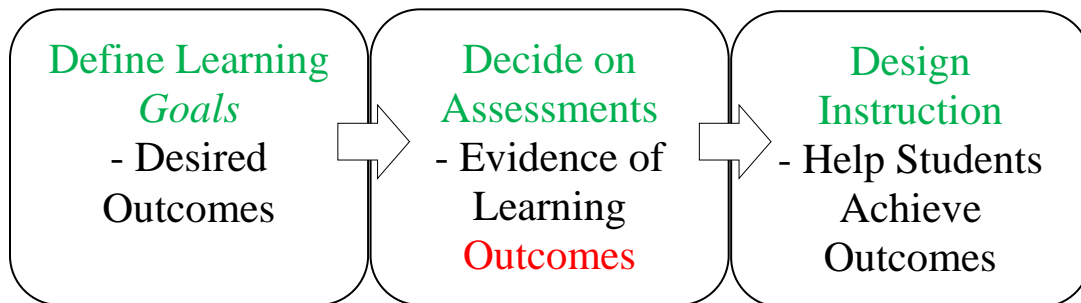 Define Learning
Goals
- Desired
Outcomes
Decide on
Assessments
- Evidence of
Learning
Outcomes
Design
Instruction
- Help Students
Achieve
Outcomes